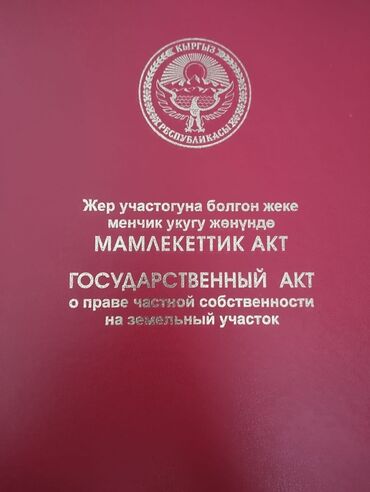 КЫРГЫЗ
РЕСПУБЛИКАСЫ
Жер участогуна болгон жеке
менчик укугу жөнүндө
МАМЛЕКЕТТИК АКТ
ГОСУДАРСТВЕННЫЙ АКТ
о праве частной собственности
на земельный участок